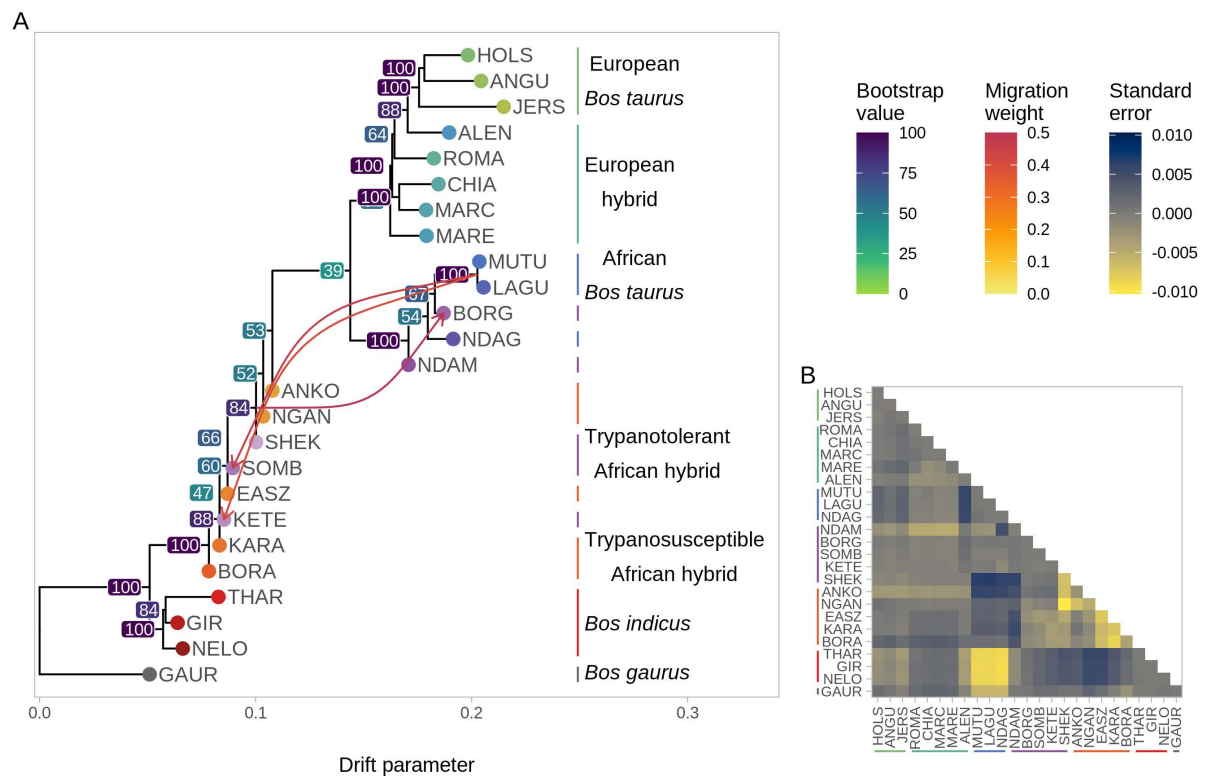 A
HOLS
ANGU
JERS
ALEN
ROMA
CHIA
MARC
MARE
MUTU
LAGU
BORG
NDAG
NDAM
ANKO
NGAN
SHEK
SOMB
EASZ
KETE
KARA
BORA
THAR
GIR
NELO
GAUR
100
100
88
64
100
100
39
100
67
54
100
53
52
84
66
60
47
88
100
100
84
100
European
Bos taurus
European
hybrid
African
Bos taurus
Trypanotolerant
African hybrid
Trypanosusceptible
African hybrid
Bos indicus
Bos gaurus
0.0 0.1 0.2 0.3
Drift parameter
Bootstrap
value
100
75
50
25
0
Migration
weight
0.5
0.4
0.3
0.2
0.1
0.0
Standard
error
0.010
0.005
0.000
-0.005
-0.010
B
HOLS
ANGU
JERS
ROMA
CHIA
MARC
MARE
ALEN
MUTU
LAGU
NDAG
NDAM
BORG
SOMB
KETE
SHEK
ANKO
NGAN
EASZ
KARA
BORA
THAR
GIR
NELO
GAUR
HOLS ANGU JERS ROMA CHIA MARC MARE ALEN MUTU LAGU NDAG NDAM BORG SOMB KETE SHEK ANKO NGAN EASZ KARA BORA THAR GIR NELO GAUR